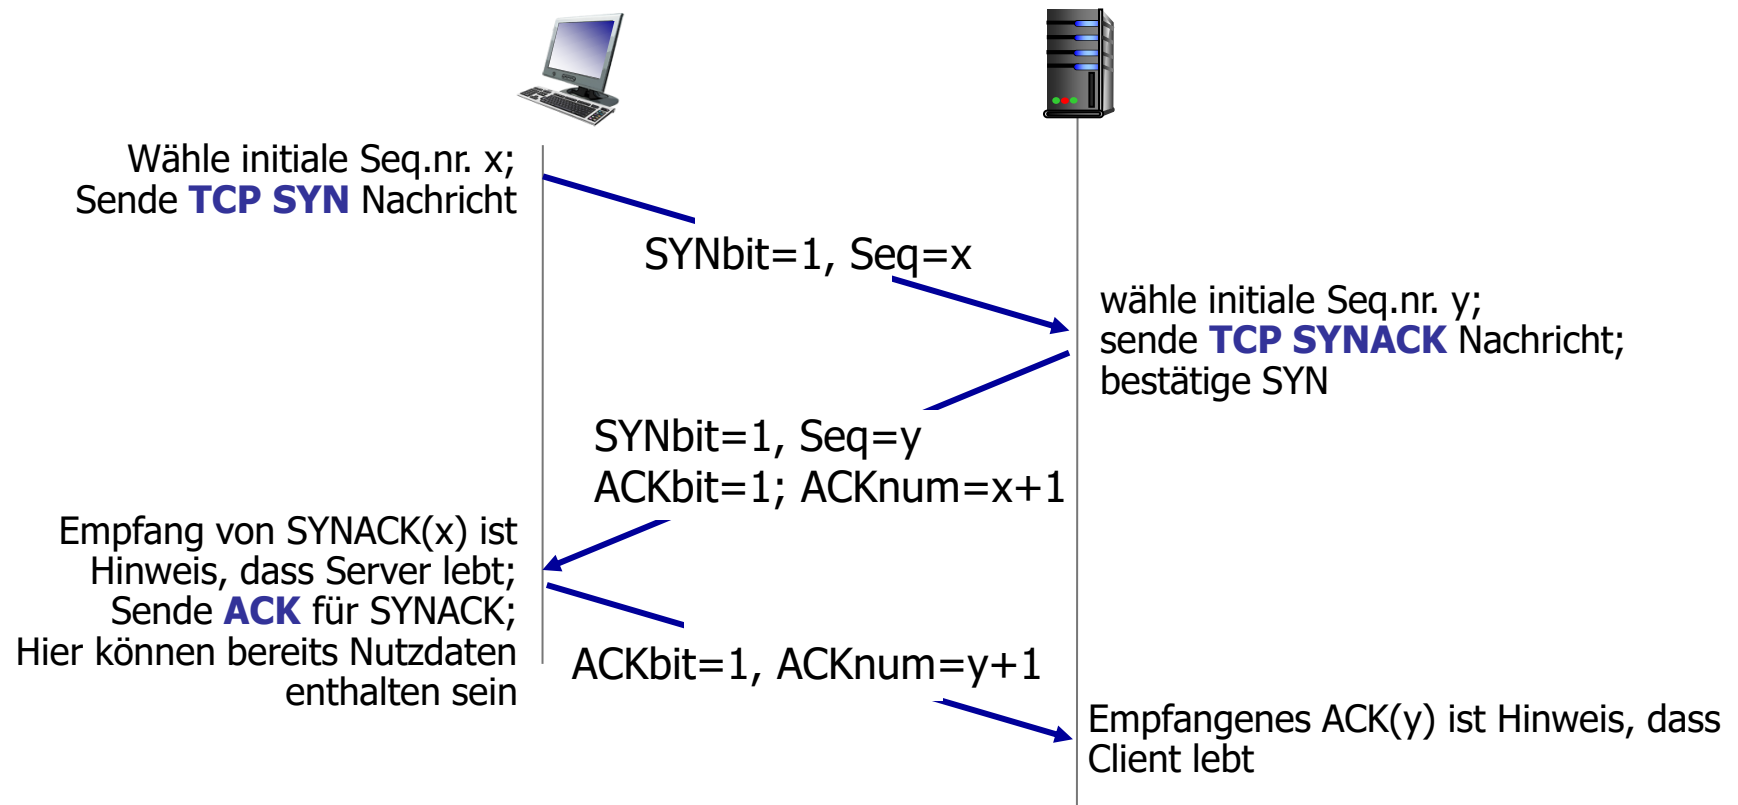 Wähle initiale Seq.nr. x;
Sende TCP SYN Nachricht
SYNbit=1, Seq=x
wähle initiale Seq.nr. y;
sende TCP SYNACK Nachricht;
bestätige SYN
SYNbit=1, Seq=y
ACKbit=1; ACKnum=x+1
Empfang von SYNACK(x) ist
Hinweis, dass Server lebt;
Sende ACK für SYNACK;
Hier können bereits Nutzdaten
enthalten sein
ACKbit=1, ACKnum=y+1
Empfangenes ACK(y) ist Hinweis, dass
Client lebt